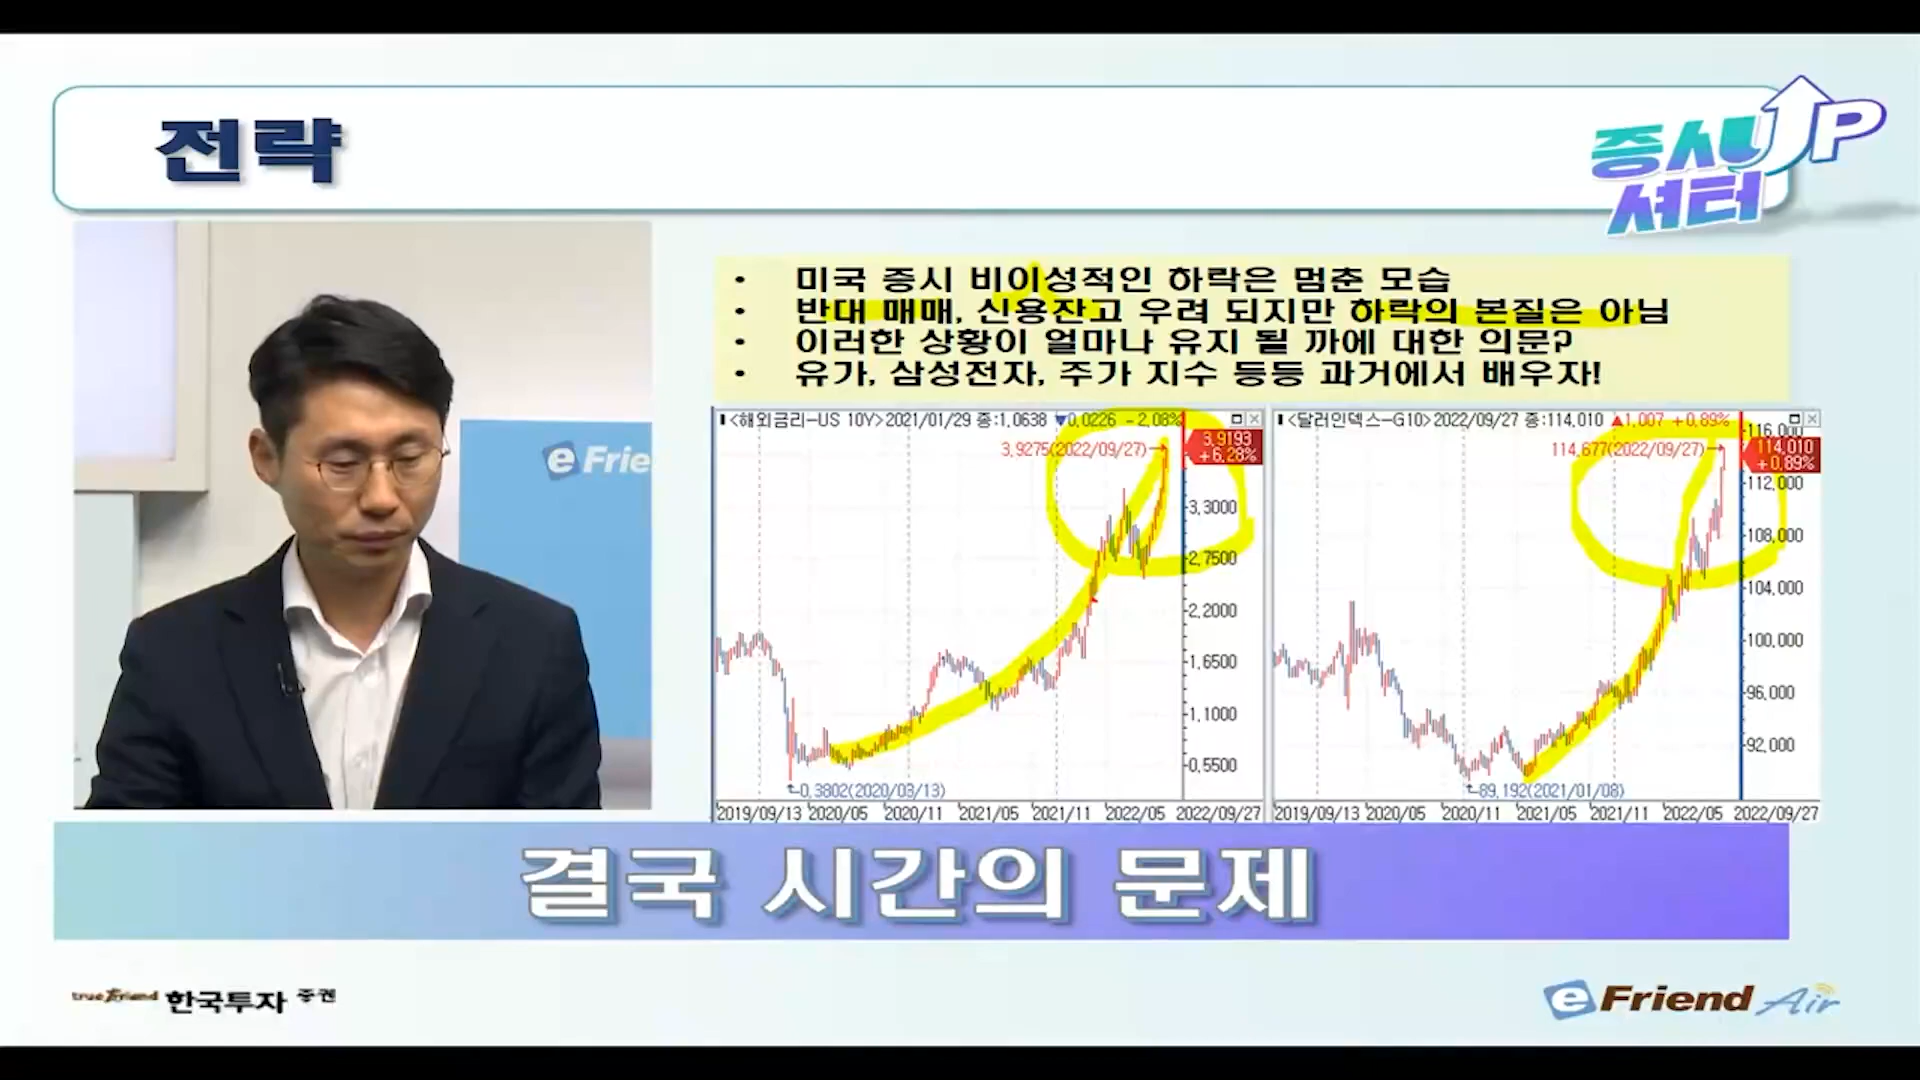 전략
증시UP
셔터
e Frie
• 미국 증시 비이성적인 하락은 멈춘 모습
• 반대 매매, 신용잔고 우려 되지만 하락의 본질은 아님
• 이러한 상황이 얼마나 유지 될 까에 대한 의문?
• 유가, 삼성전자, 주가 지수 등등 과거에서 배우자!
<해외금리-US 10Y>2021/01/29 종:1,0638 ▼0,0226 -2,08%
3,9275(2022/09/27)
3,9193
+6,28%
3,3000
2,7500
2,2000
1,6500
1,1000
0,5500
0,3802(2020/03/13)
2019/09/13 2020/05 2020/11 2021/05 2021/11 2022/05 2022/09/27
<달러인덱스-G10>2022/09/27 종:114,010 ▲1,007 +0,89%
116,000
114,677(2022/09/27)
114,010
+0,89%
112,000
108,000
104,000
100,000
96,000
92,000
89,192(2021/01/08)
2019/09/13 2020/05 2020/11 2021/05 2021/11 2022/05 2022/09/27
결국 시간의 문제
true friend 한국투자 증권
e Friend Air